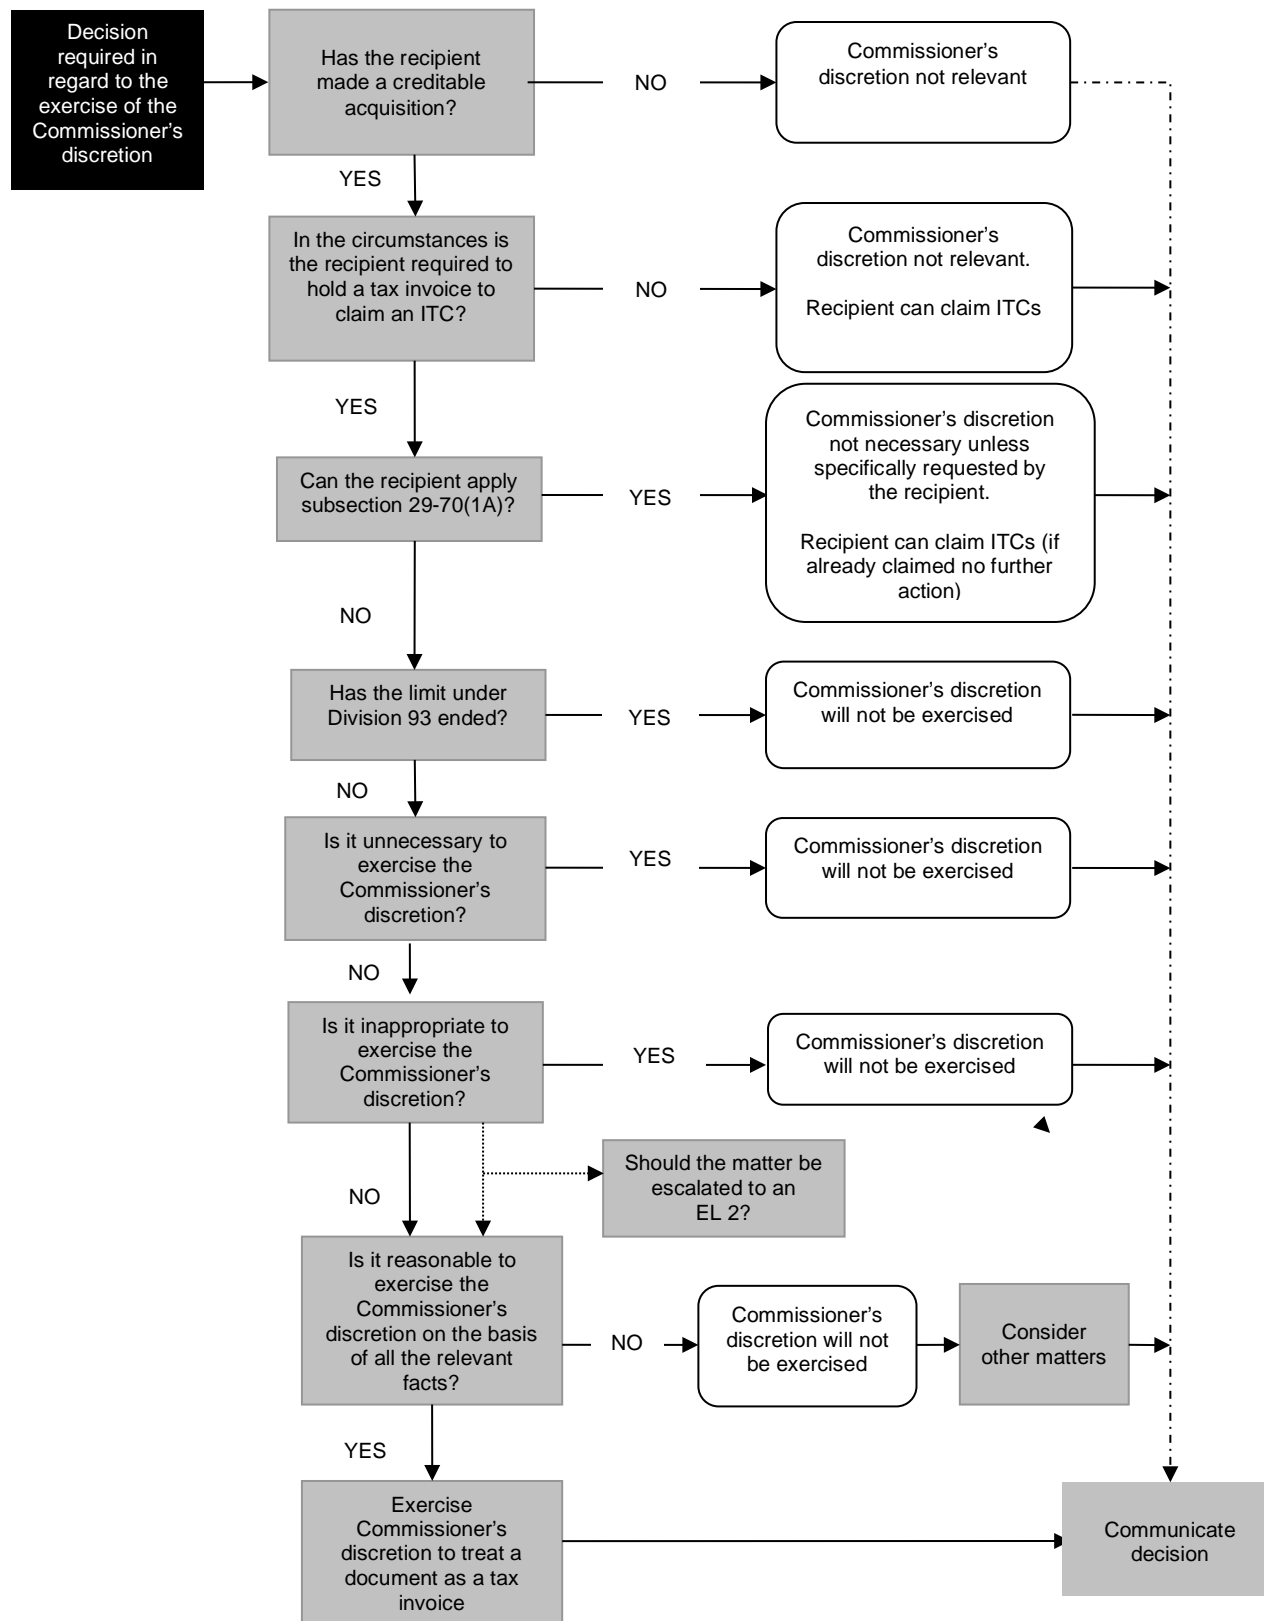 Decision
required in
regard to the
exercise of the
Commissioner's
discretion
Has the recipient
made a creditable
acquisition?
NO
Commissioner's
discretion not relevant
YES
In the circumstances is
the recipient required to
hold a tax invoice to
claim an ITC?
NO
Commissioner's
discretion not relevant.
Recipient can claim ITCs
YES
Can the recipient apply
subsection 29-70(1A)?
YES
Commissioner's discretion
not necessary unless
specifically requested by
the recipient.
Recipient can claim ITCs (if
already claimed no further
action)
NO
Has the limit under
Division 93 ended?
YES
Commissioner's discretion
will not be exercised
NO
Is it unnecessary to
exercise the
Commissioner's
discretion?
YES
Commissioner's discretion
will not be exercised
NO
Is it inappropriate to
exercise the
Commissioner's
discretion?
YES
Commissioner's discretion
will not be exercised
NO
Should the matter be
escalated to an
EL 2?
Is it reasonable to
exercise the
Commissioner's
discretion on the basis
of all the relevant
facts?
NO
Commissioner's
discretion will not
be exercised
Consider
other matters
YES
Exercise
Commissioner's
discretion to treat a
document as a tax
invoice
Communicate
decision